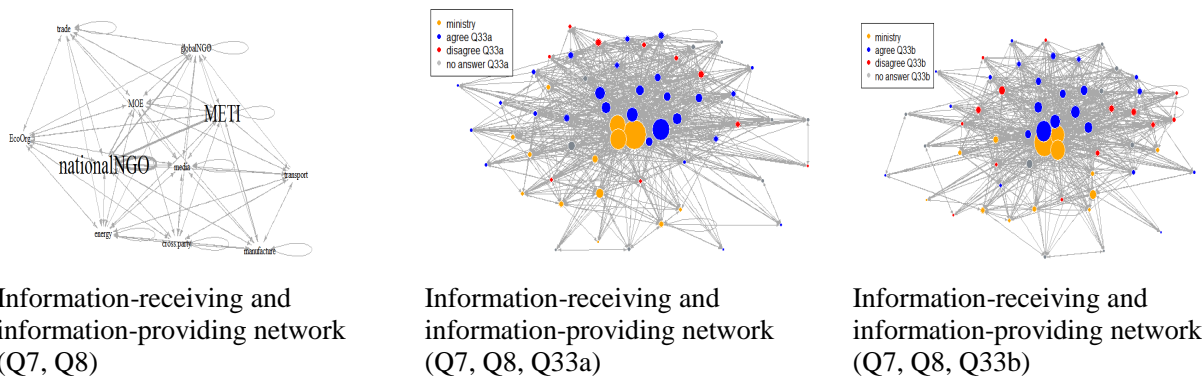 trade
globalNGO
MOE
METI
EcoOrg
nationalNGO
media
transport
energy
cross party
manufacture
ministry
agree Q33a
disagree Q33a
no answer Q33a
ministry
agree Q33b
disagree Q33b
no answer Q33b
Information-receiving and
information-providing network
(Q7, Q8)
Information-receiving and
information-providing network
(Q7, Q8, Q33a)
Information-receiving and
information-providing network
(Q7, Q8, Q33b)